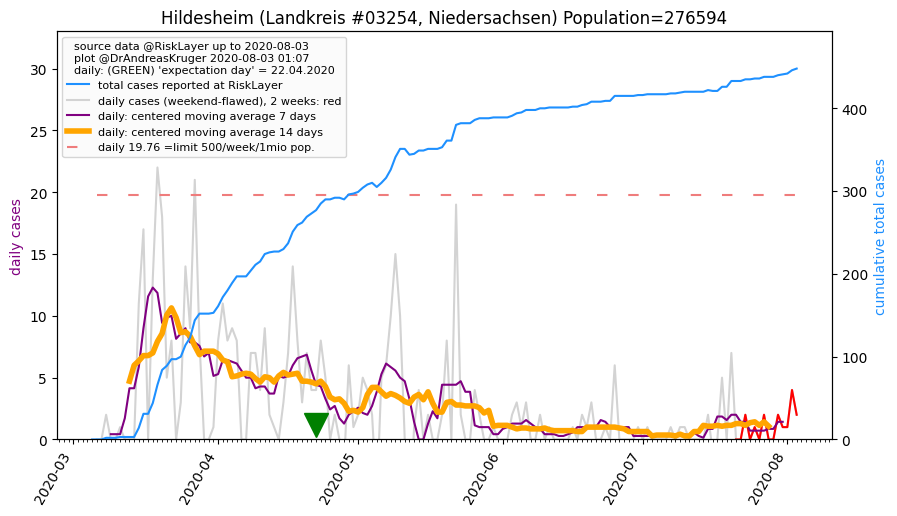 Hildesheim (Landkreis #03254, Niedersachsen) Population=276594
source data @RiskLayer up to 2020-08-03
plot @DrAndreasKruger 2020-08-03 01:07
daily: (GREEN) 'expectation day' = 22.04.2020
total cases reported at RiskLayer
daily cases (weekend-flawed), 2 weeks: red
daily: centered moving average 7 days
daily: centered moving average 14 days
daily 19.76 =limit 500/week/1mio pop.
daily cases
30
25
20
15
10
5
0
cumulative total cases
400
300
200
100
0
2020-03
2020-04
2020-05
2020-06
2020-07
2020-08